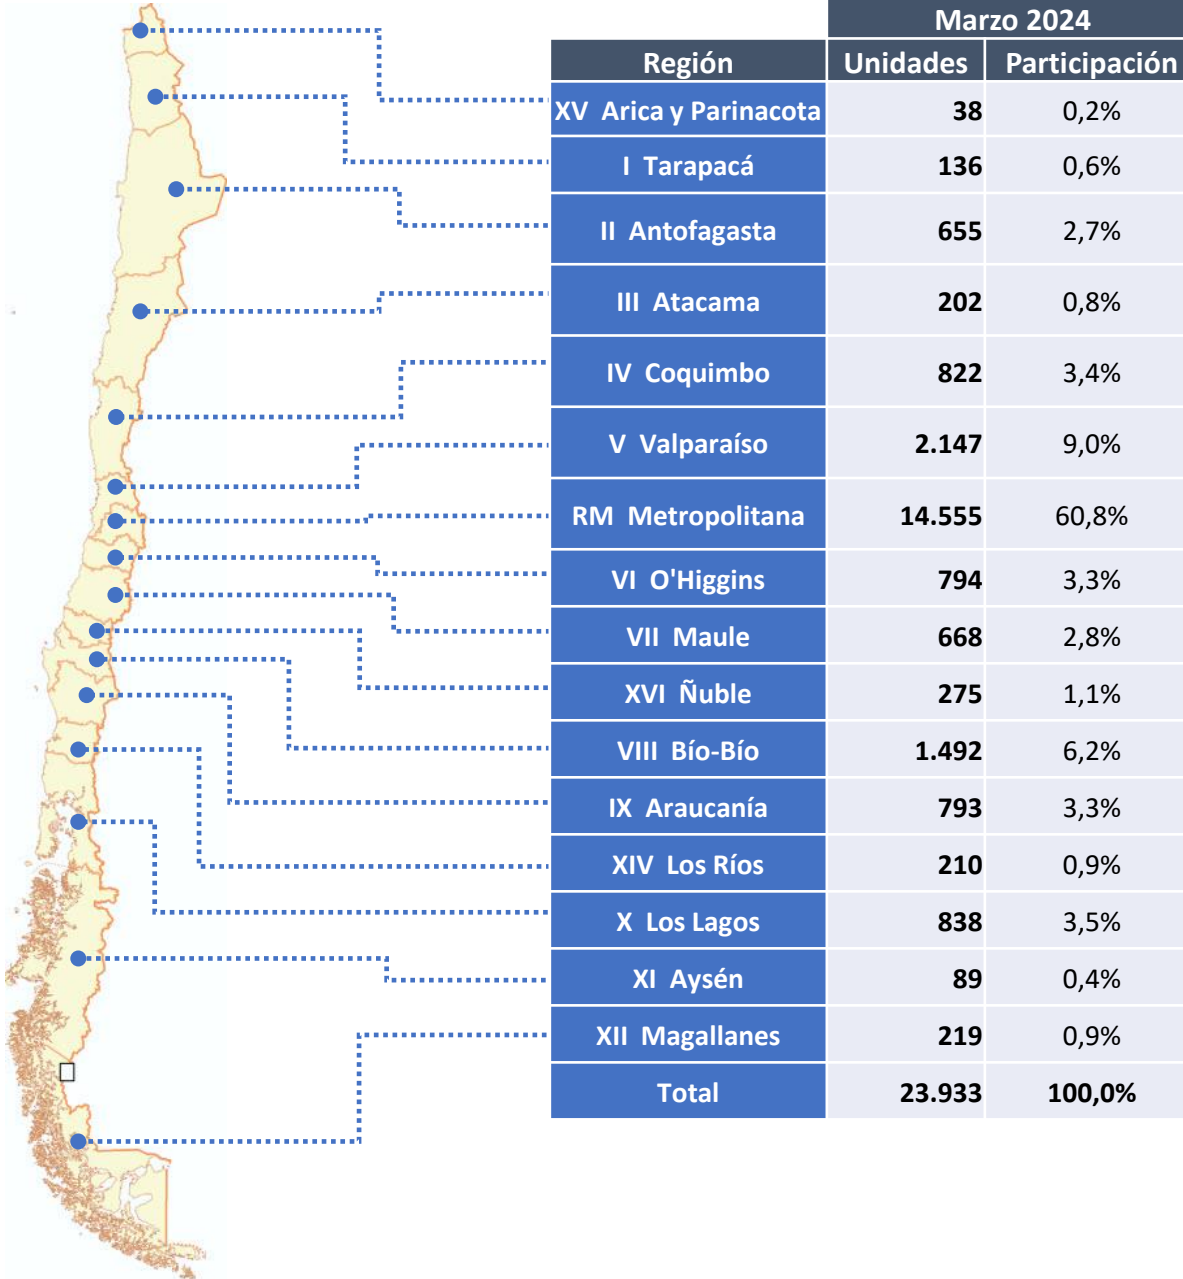 Marzo 2024
Región Unidades Participación
XV Arica y Parinacota 38 0,2%
I Tarapacá 136 0,6%
II Antofagasta 655 2,7%
III Atacama 202 0,8%
IV Coquimbo 822 3,4%
V Valparaíso 2.147 9,0%
RM Metropolitana 14.555 60,8%
VI O'Higgins 794 3,3%
VII Maule 668 2,8%
XVI Ñuble 275 1,1%
VIII Bío-Bío 1.492 6,2%
IX Araucanía 793 3,3%
XIV Los Ríos 210 0,9%
X Los Lagos 838 3,5%
XI Aysén 89 0,4%
XII Magallanes 219 0,9%
Total 23.933 100,0%